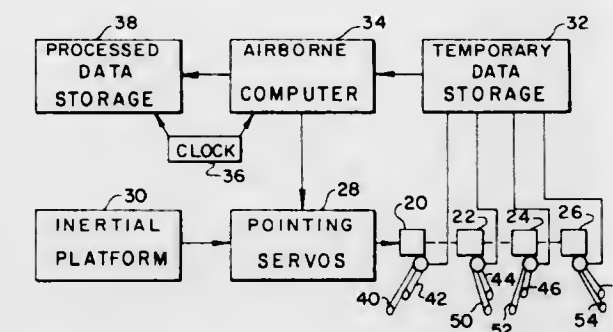 38
34
32
PROCESSED
DATA
STORAGE
AIRBORNE
COMPUTER
TEMPORARY
DATA
STORAGE
CLOCK
36
30
28
20
22
24
26
INERTIAL
PLATFORM
POINTING
SERVOS
40
42
44
50
46
52
54